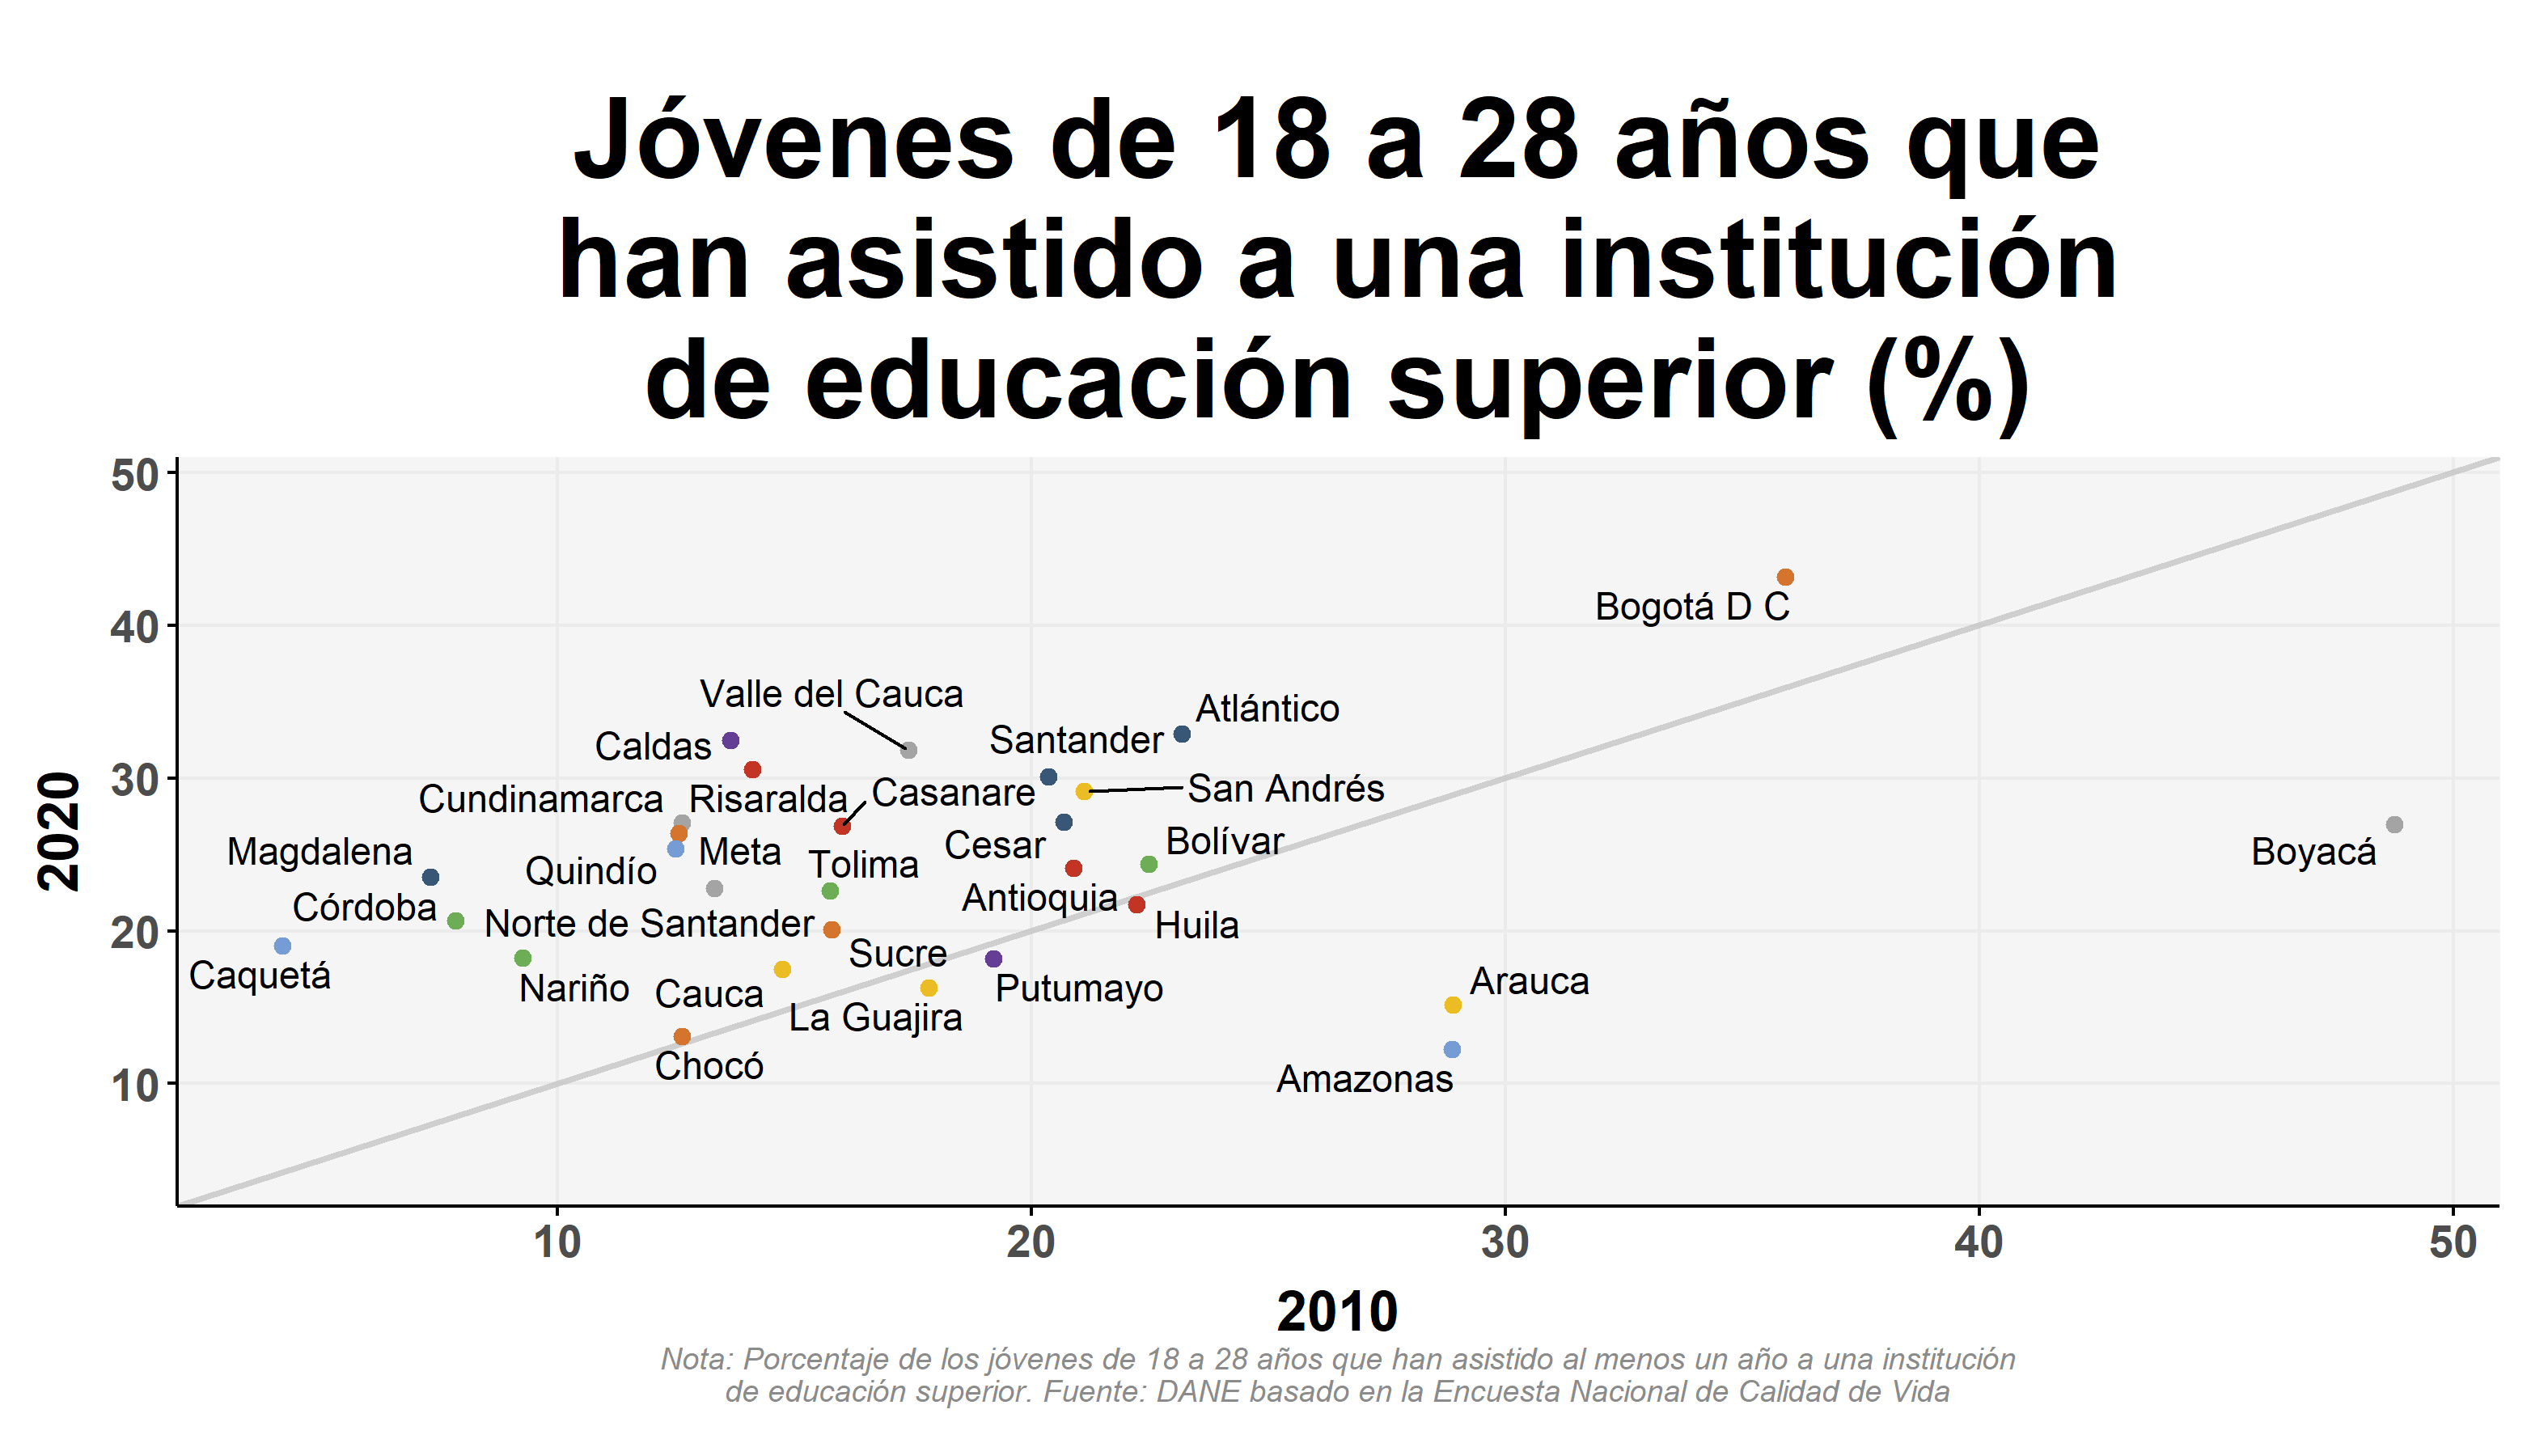 Jóvenes de 18 a 28 años que
han asistido a una institución
de educación superior (%)
50
40
30
20
10
2020
Bogotá D C
Valle del Cauca
Atlántico
Santander
Caldas
San Andrés
Casanare
Cundinamarca
Risaralda
Bolívar
Cesar
Magdalena
Meta
Boyacá
Tolima
Quindío
Antioquia
Córdoba
Norte de Santander
Huila
Sucre
Caquetá
Nariño
Cauca
Putumayo
Arauca
La Guajira
Chocó
Amazonas
10
20
30
40
50
2010
Nota: Porcentaje de los jóvenes de 18 a 28 años que han asistido al menos un año a una institución
de educación superior. Fuente: DANE basado en la Encuesta Nacional de Calidad de Vida